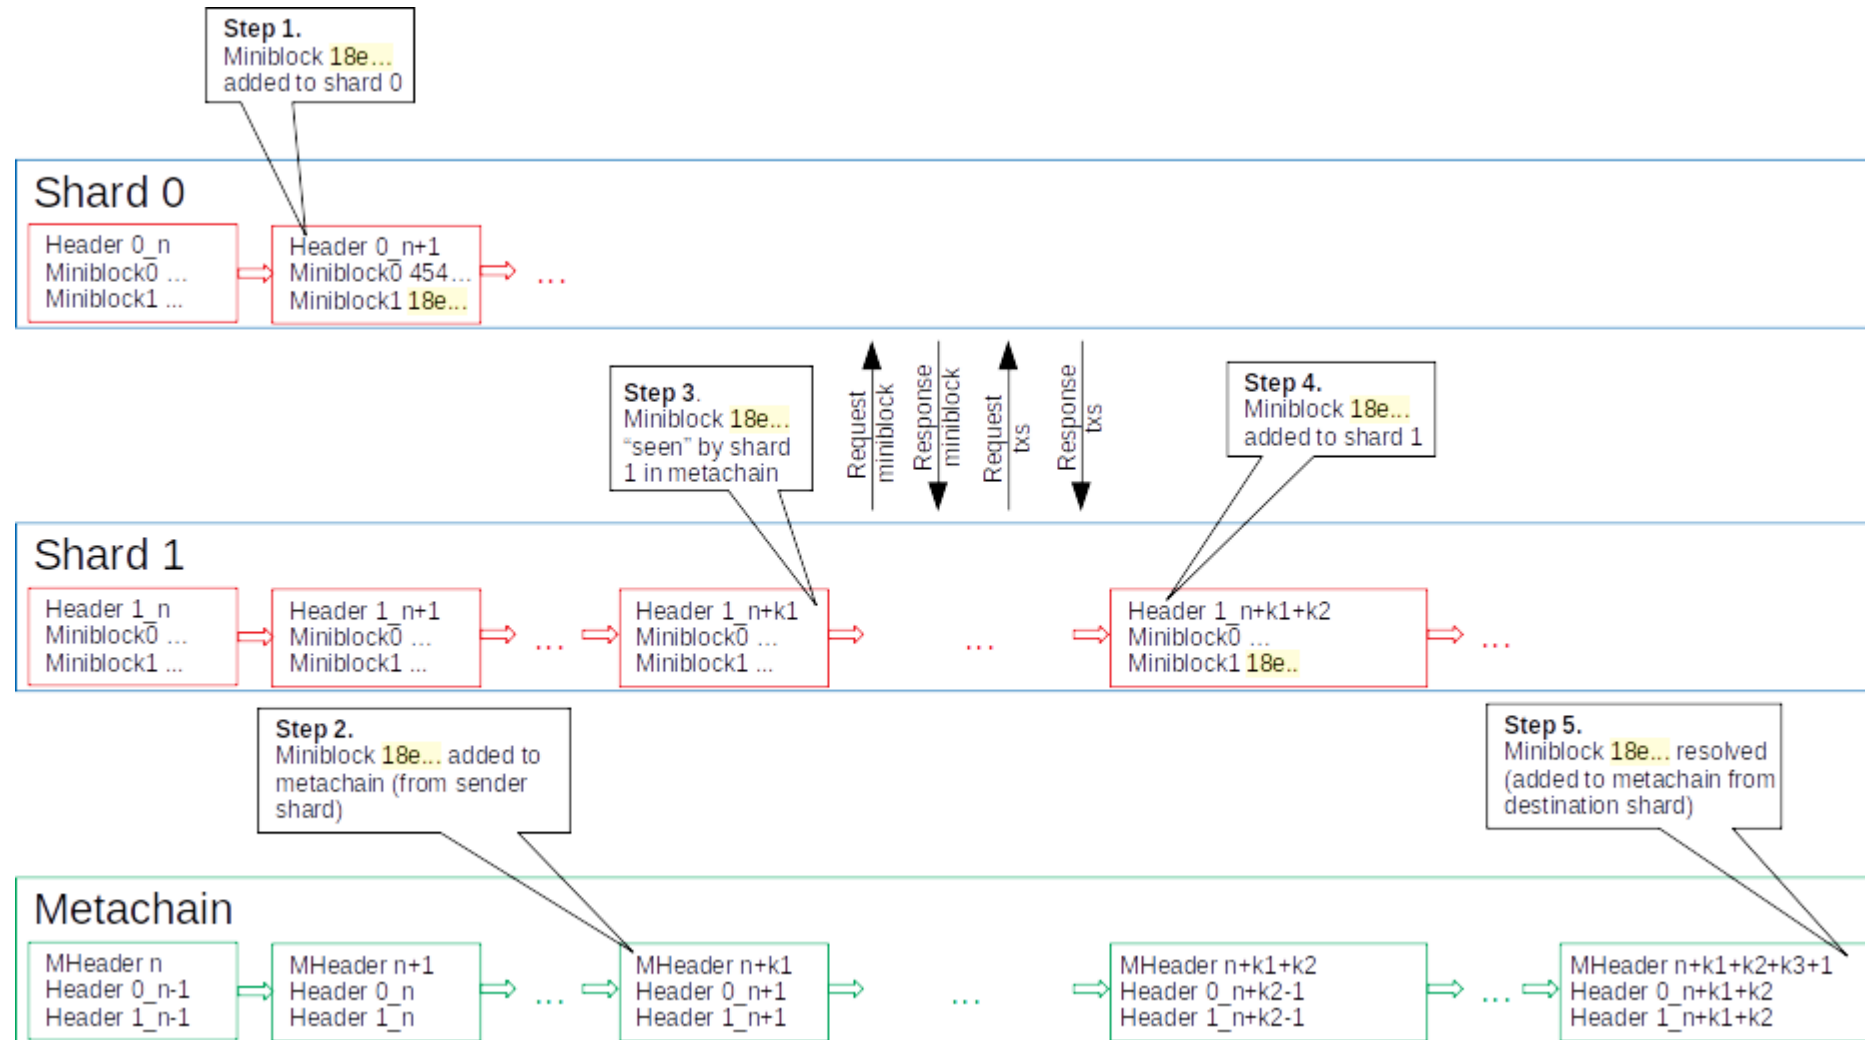 Step 1.
Miniblock 18e...
added to shard 0
Shard 0
Header 0_n
Miniblock0 ...
Miniblock1 ...
Header 0_n+1
Miniblock0 454...
Miniblock1 18e...
...
Step 3.
Miniblock 18e...
“seen” by shard
1 in metachain
Request
miniblock
Response
miniblock
Request
txs
Response
txs
Step 4.
Miniblock 18e...
added to shard 1
Shard 1
Header 1_n
Miniblock0 ...
Miniblock1 ...
Header 1_n+1
Miniblock0 ...
Miniblock1 ...
...
Header 1_n+k1
Miniblock0 ...
Miniblock1 ...
...
Header 1_n+k1+k2
Miniblock0 ...
Miniblock1 18e..
...
Step 2.
Miniblock 18e... added to
metachain (from sender
shard)
Step 5.
Miniblock 18e... resolved
(added to metachain from
destination shard)
Metachain
MHeader n
Header 0_n-1
Header 1_n-1
MHeader n+1
Header 0_n
Header 1_n
...
MHeader n+k1
Header 0_n+1
Header 1_n+1
...
MHeader n+k1+k2
Header 0_n+k2-1
Header 1_n+k2-1
...
MHeader n+k1+k2+k3+1
Header 0_n+k1+k2
Header 1_n+k1+k2